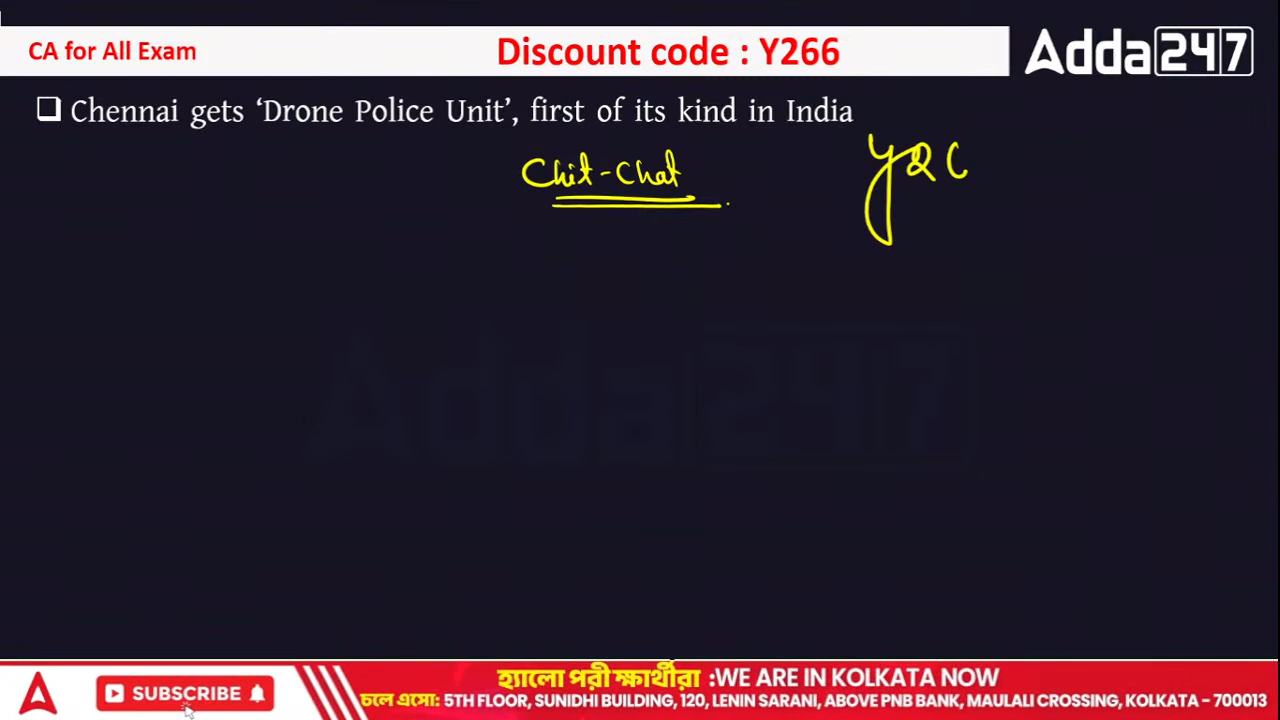 CA for All Exam
Discount code : Y266
Adda247
❑ Chennai gets ‘Drone Police Unit’, first of its kind in India
Chit-Chat
Y26
Adda247
হ্যালো পরীক্ষার্থীরা :WE ARE IN KOLKATA NOW
SUBSCRIBE
চলে এসো: 5TH FLOOR, SUNIDHI BUILDING, 120, LENIN SARANI, ABOVE PNB BANK, MAULALI CROSSING, KOLKATA - 700013